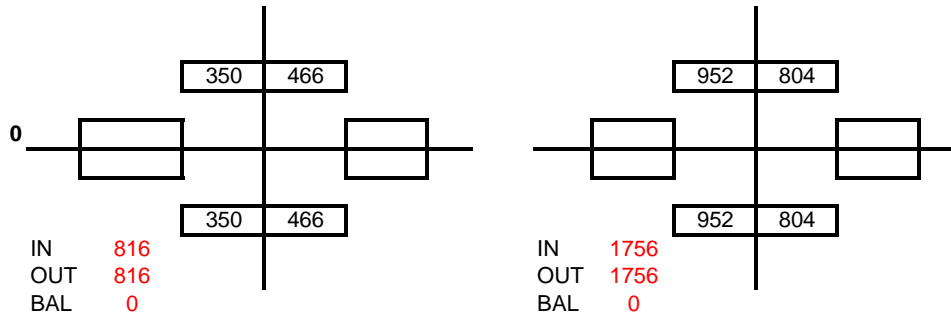 350 466 952 804
0
350 466 952 804
IN 816 IN 1756
OUT 816 OUT 1756
BAL 0 BAL 0